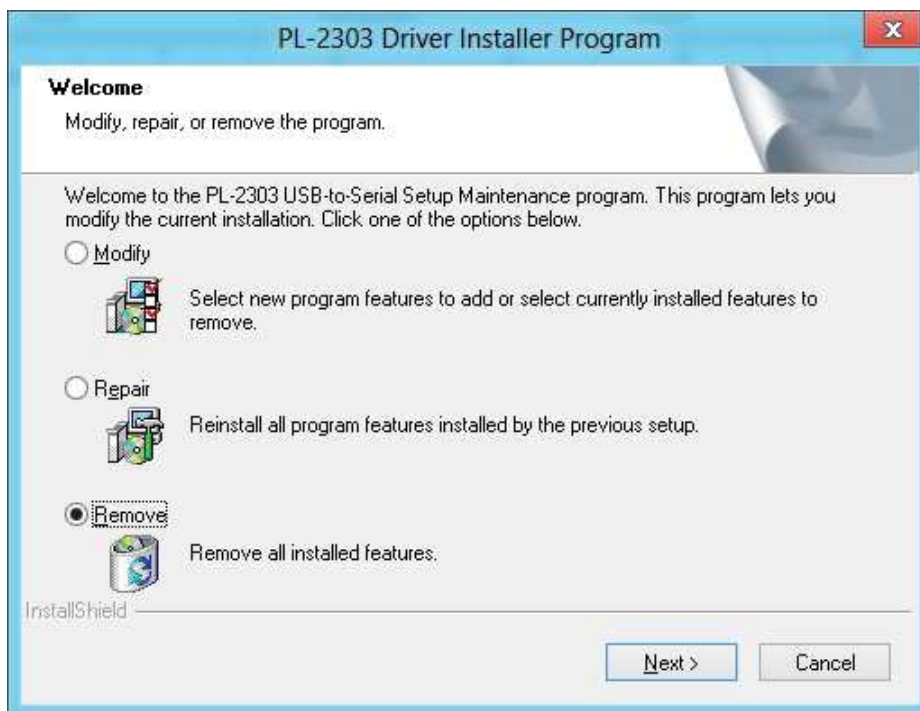 PL-2303 Driver Installer Program
x
Welcome
Modify, repair, or remove the program.
Welcome to the PL-2303 USB-to-Serial Setup Maintenance program. This program lets you
modify the current installation. Click one of the options below.
Modify
Select new program features to add or select currently installed features to
remove.
Repair
Reinstall all program features installed by the previous setup.
Remove
Remove all installed features.
InstallShield
Next >
Cancel